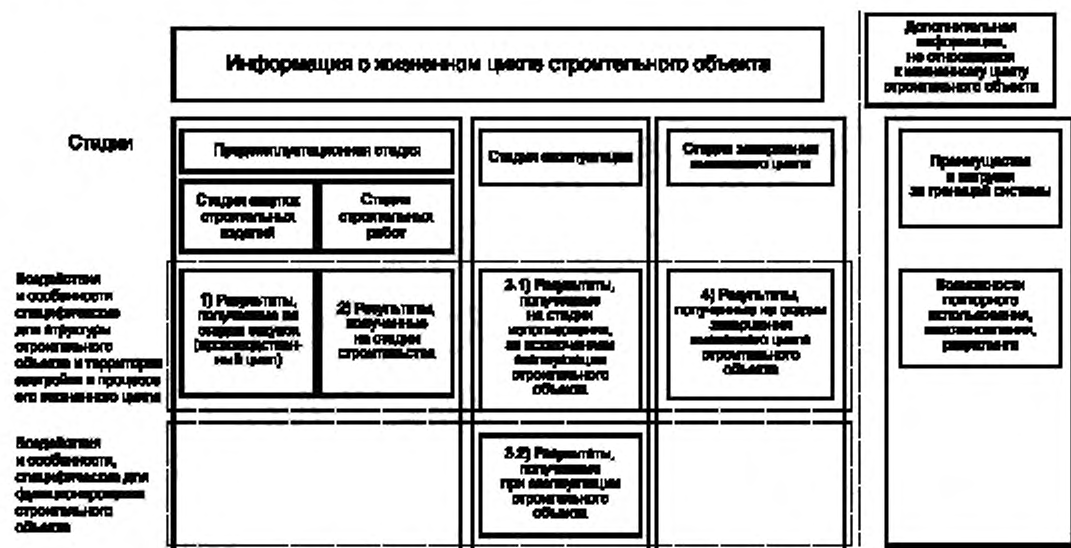 Информация о жизненном цикле строительного объекта
Дополнительная
информация,
не относящаяся
к жизненному циклу
строительного объекта
Стадии
Предэксплуатационная стадия
Стадия эксплуатации
Стадия завершения
жизненного цикла
Преимущества
и нагрузки
за границей системы
Стадия закупок
строительных
изделий
Стадия
строительных
работ
Воздействия
и особенности
специфические
для структуры
строительного
объекта и территории
застройки и процесса
его жизненного цикла
1) Результаты,
получаемые на
стадии закупок
(производствен-
ный цикл)
2) Результаты,
полученные
на стадии
строительства
3.1) Результаты,
получаемые
на стадии
использования,
за исключением
эксплуатации
строительного
объекта
4) Результаты,
полученные на стадии
завершения
жизненного цикла
строительного
объекта
Возможности
повторного
использования,
восстановления,
рециклинга
Воздействия
и особенности,
специфические для
функционирования
строительного
объекта
3.2) Результаты,
получаемые
при эксплуатации
строительного
объекта